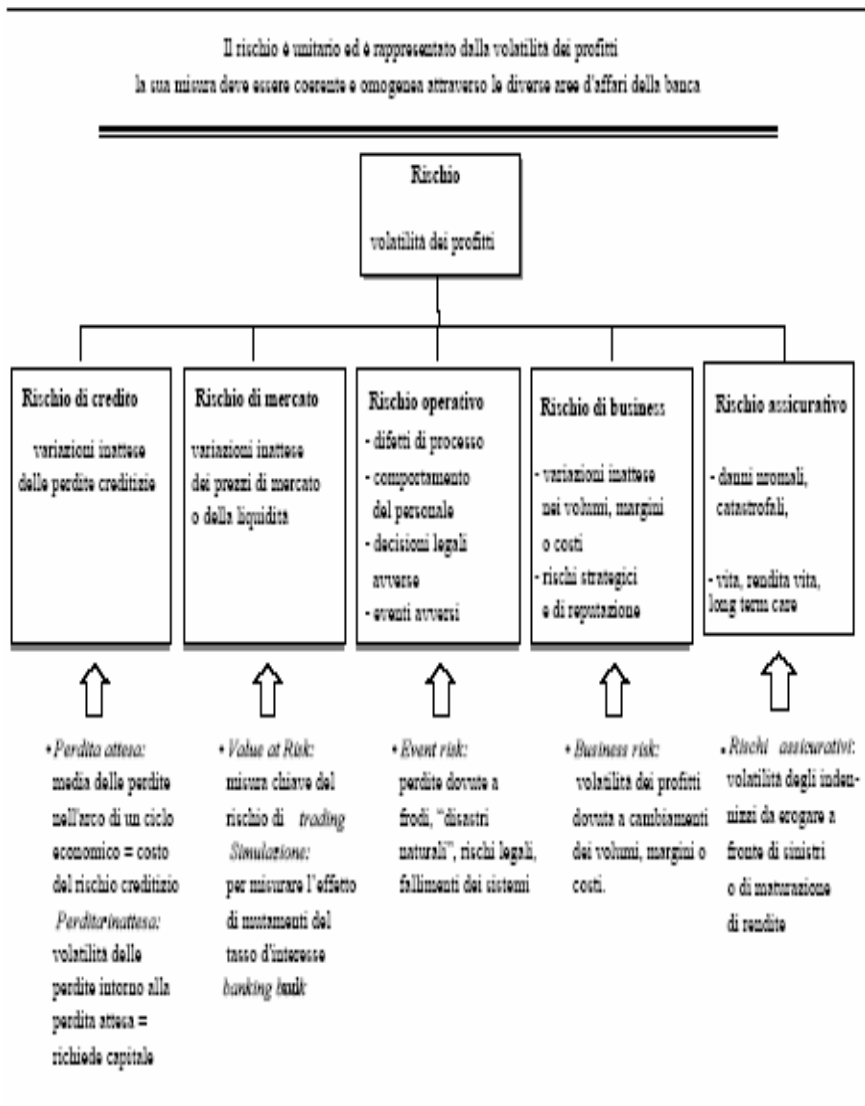 Il rischio è unitario ed è rappresentato dalla volatilità dei profitti
la sua misura deve essere coerente e omogenea attraverso le diverse aree d'affari della banca
Rischio
volatilità dei profitti
Rischio di credito
variazioni inattese
delle perdite creditizie
Rischio di mercato
variazioni inattese
dei prezzi di mercato
o della liquidità
Rischio operativo
- difetti di processo
- comportamento
del personale
- decisioni legali
avverse
- eventi avversi
Rischio di business
- variazioni inattese
nei volumi, margini
o costi
- rischi strategici
e di reputazione
Rischio assicurativo
- danni nromali,
catastrofali,
- vita, rendita vita,
long term care
• Perdita attesa:
media delle perdite
nell'arco di un ciclo
economico = costo
del rischio creditizio
Perdita inattesa:
volatilità delle
perdite intorno alla
perdita attesa =
richiede capitale
• Value at Risk:
misura chiave del
rischio di trading
Simulazione:
per misurare l'effetto
di mutamenti del
tasso d'interesse
banking
• Event risk:
perdite dovute a
frodi, "disastri
naturali", rischi legali,
fallimenti dei sistemi
• Business risk:
volatilità dei profitti
dovuta a cambiamenti
dei volumi, margini o
costi.
• Rischi assicurativi:
volatilità degli inden-
nizzi da erogare a
fronte di sinistri
o di maturazione
di rendite